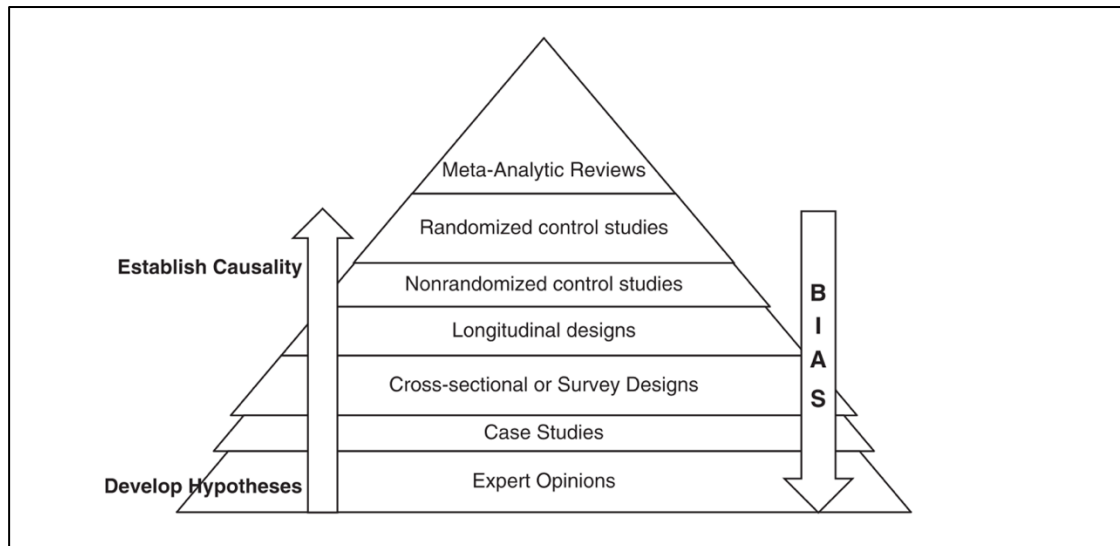 Meta-Analytic Reviews
Randomized control studies
Establish Causality
Nonrandomized control studies
Longitudinal designs
Cross-sectional or Survey Designs
Case Studies
Expert Opinions
Develop Hypotheses
B
I
A
S